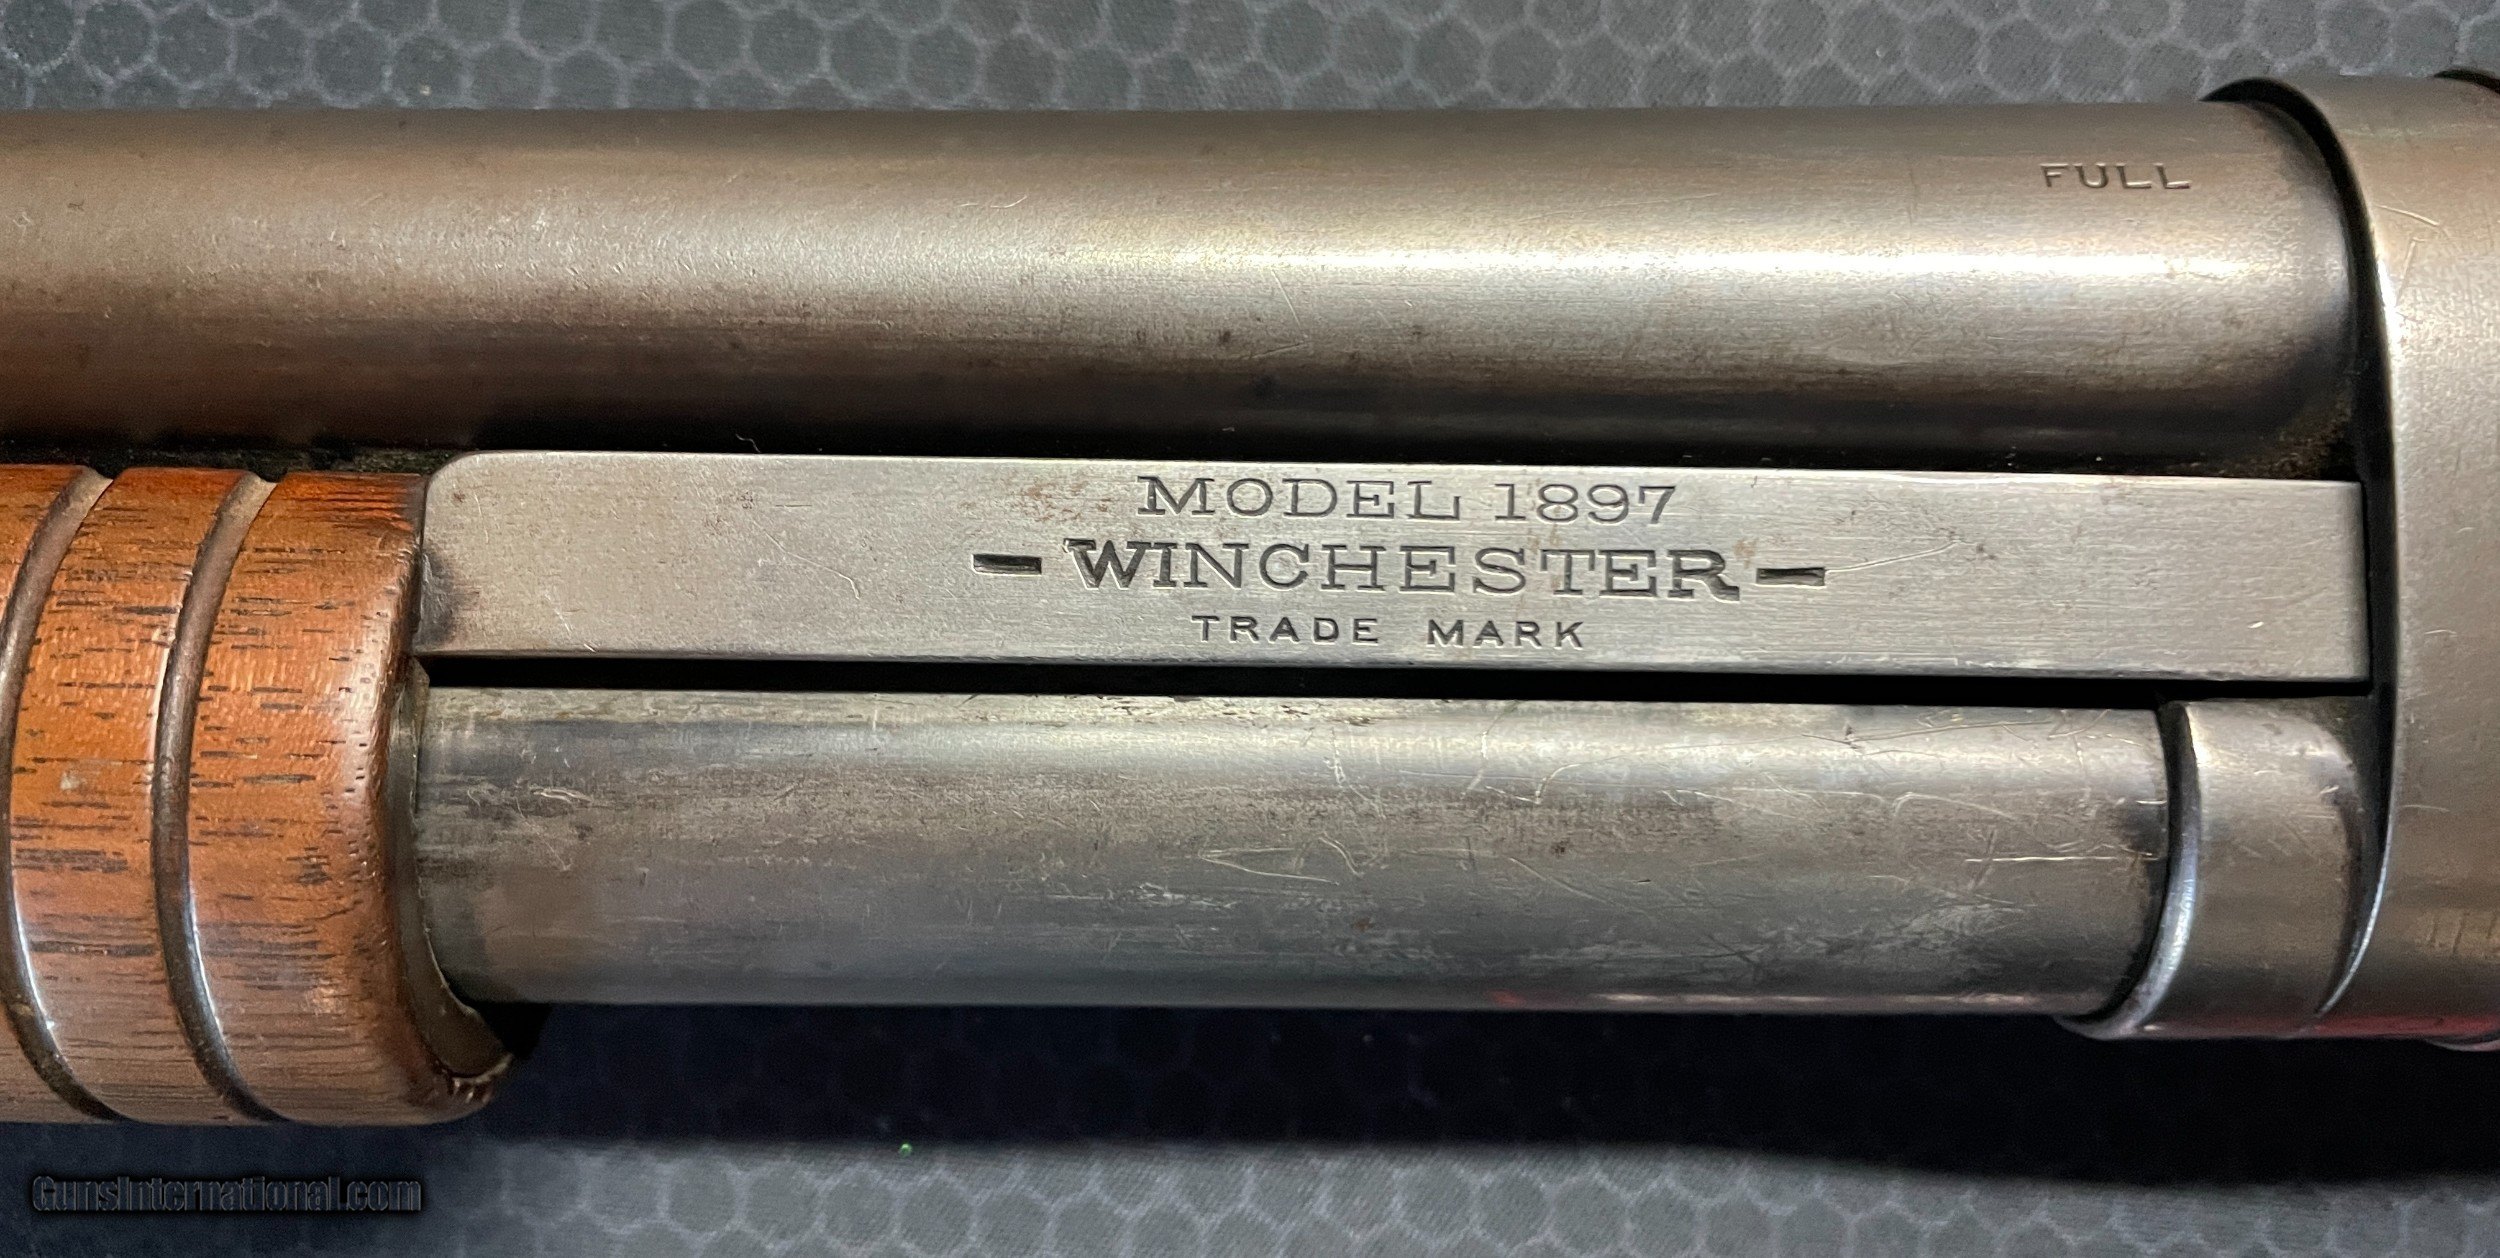 FULL
MODEL 1897
-WINCHESTER-
TRADE MARK
GunsInternational.com